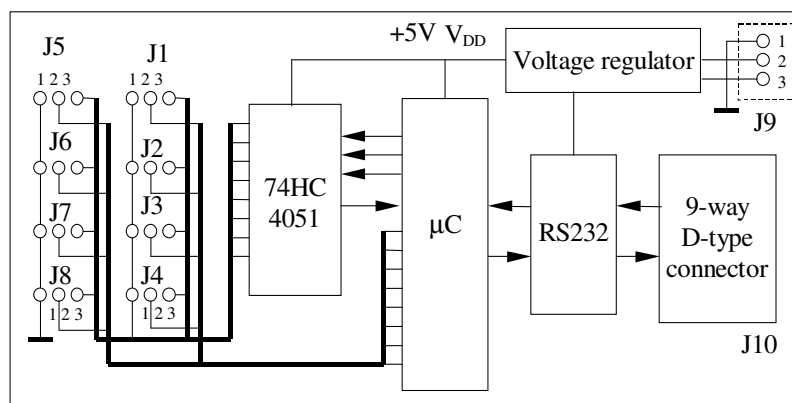 J5
J1
+5V V_DD
Voltage regulator
1
2
3
J9
1 2 3
1 2 3
J6
J2
74HC
4051
J7
J3
µC
RS232
9-way
D-type
connector
J8
J4
1 2 3
1 2 3
J10